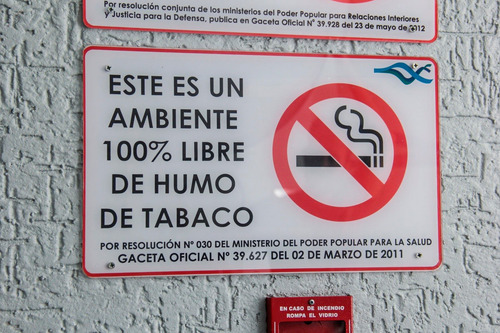 Por resolución conjunta de los ministerios del Poder Popular para Relaciones Interiores
y Justicia para la Defensa, publica en Gaceta Oficial N° 39.928 del 23 de mayo de 2012
ESTE ES UN
AMBIENTE
100% LIBRE
DE HUMO
DE TABACO
POR RESOLUCIÓN Nº 030 DEL MINISTERIO DEL PODER POPULAR PARA LA SALUD
GACETA OFICIAL Nº 39.627 DEL 02 DE MARZO DE 2011
EN CASO DE INCENDIO
ROMPA EL VIDRIO